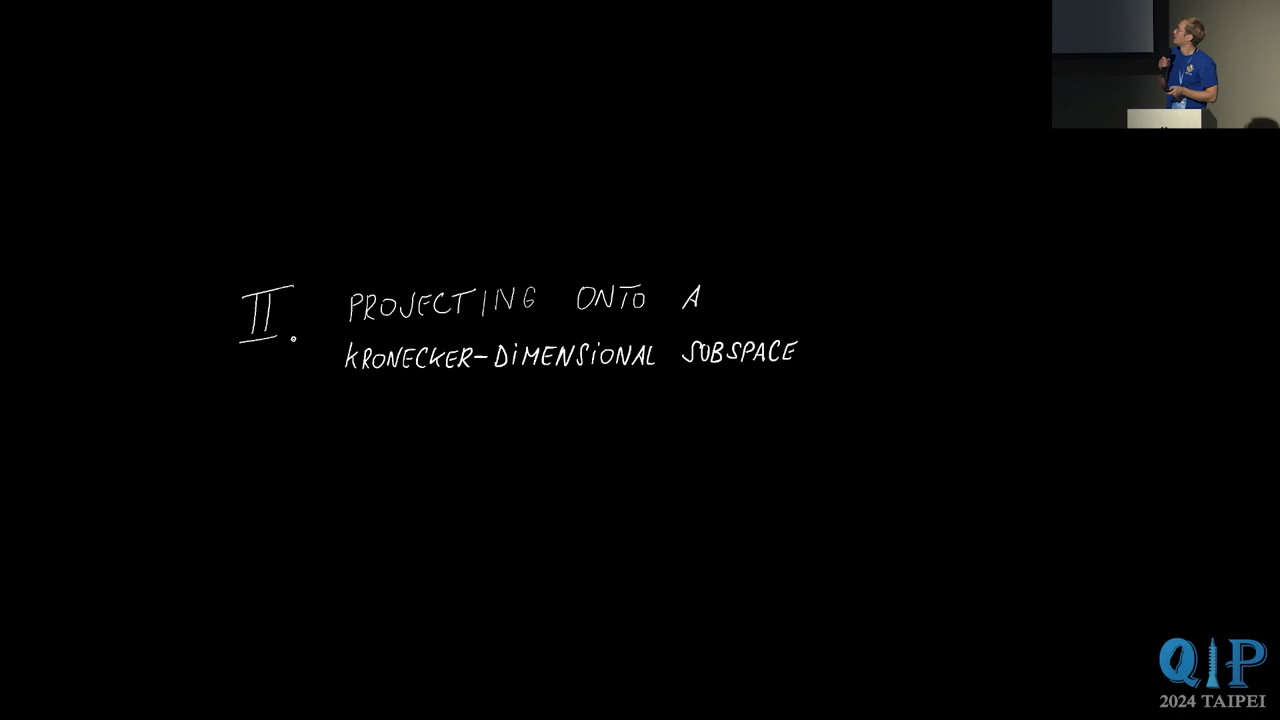 II. PROJECTING ONTO A
KRONECKER-DIMENSIONAL SUBSPACE
QIP
2024 TAIPEI